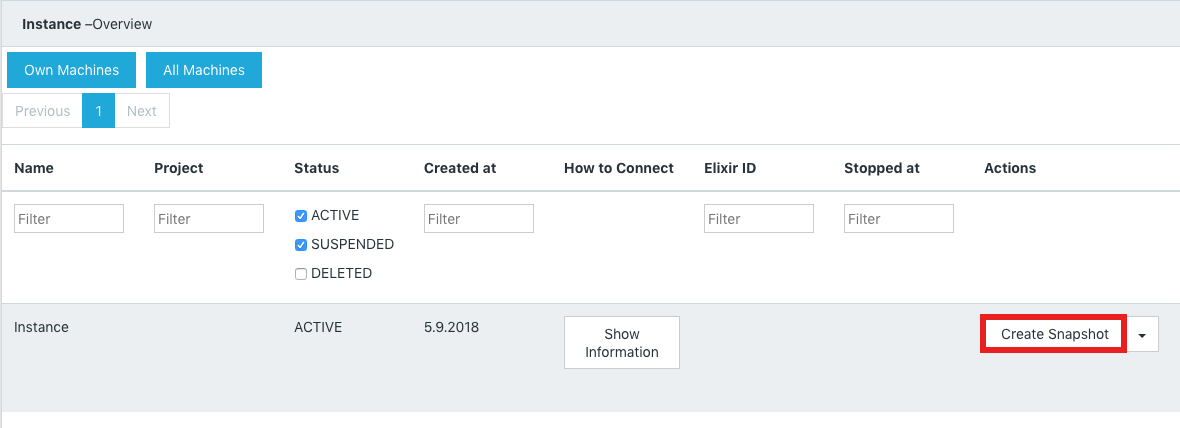 Instance –Overview
Own Machines All Machines
Previous 1 Next
Name Project Status Created at How to Connect Elixir ID Stopped at Actions
Filter Filter ACTIVE Filter Filter Filter
SUSPENDED
DELETED
Instance ACTIVE 5.9.2018 Show Information Create Snapshot